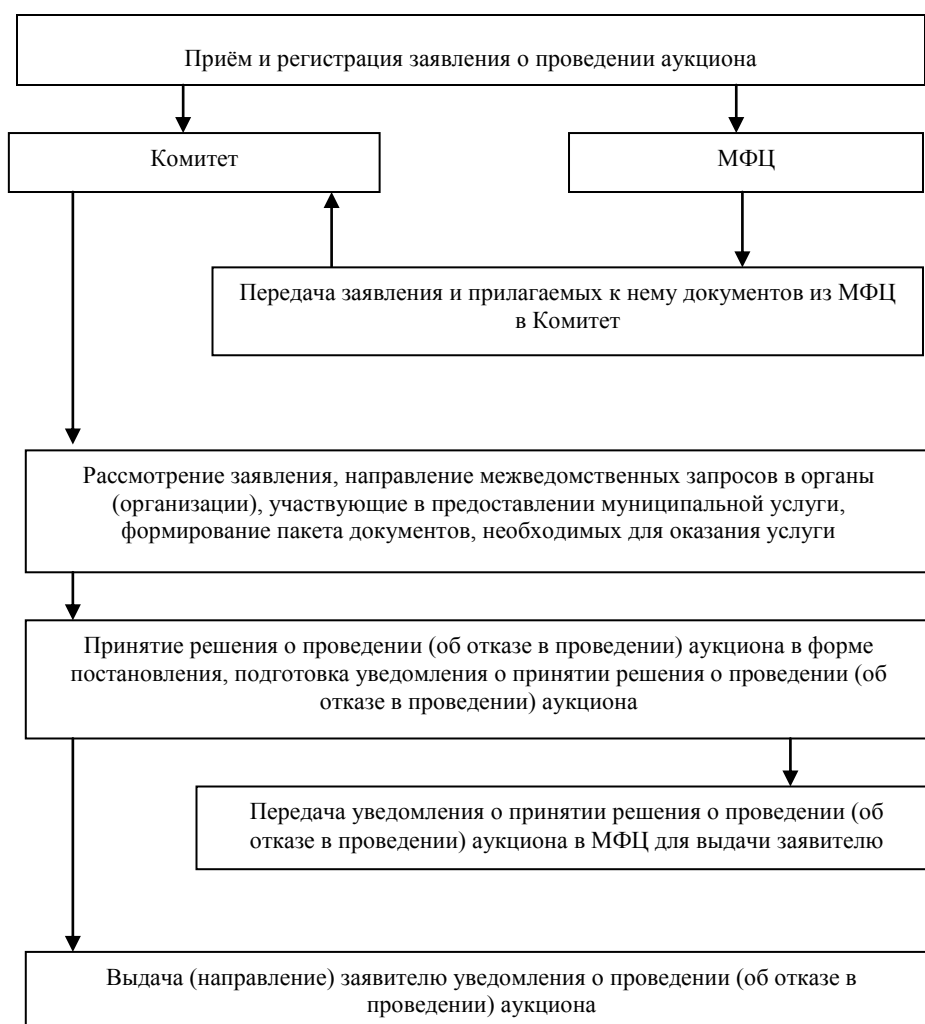 Приём и регистрация заявления о проведении аукциона
Комитет
МФЦ
Передача заявления и прилагаемых к нему документов из МФЦ
в Комитет
Рассмотрение заявления, направление межведомственных запросов в органы
(организации), участвующие в предоставлении муниципальной услуги,
формирование пакета документов, необходимых для оказания услуги
Принятие решения о проведении (об отказе в проведении) аукциона в форме
постановления, подготовка уведомления о принятии решения о проведении (об
отказе в проведении) аукциона
Передача уведомления о принятии решения о проведении (об
отказе в проведении) аукциона в МФЦ для выдачи заявителю
Выдача (направление) заявителю уведомления о проведении (об отказе в
проведении) аукциона